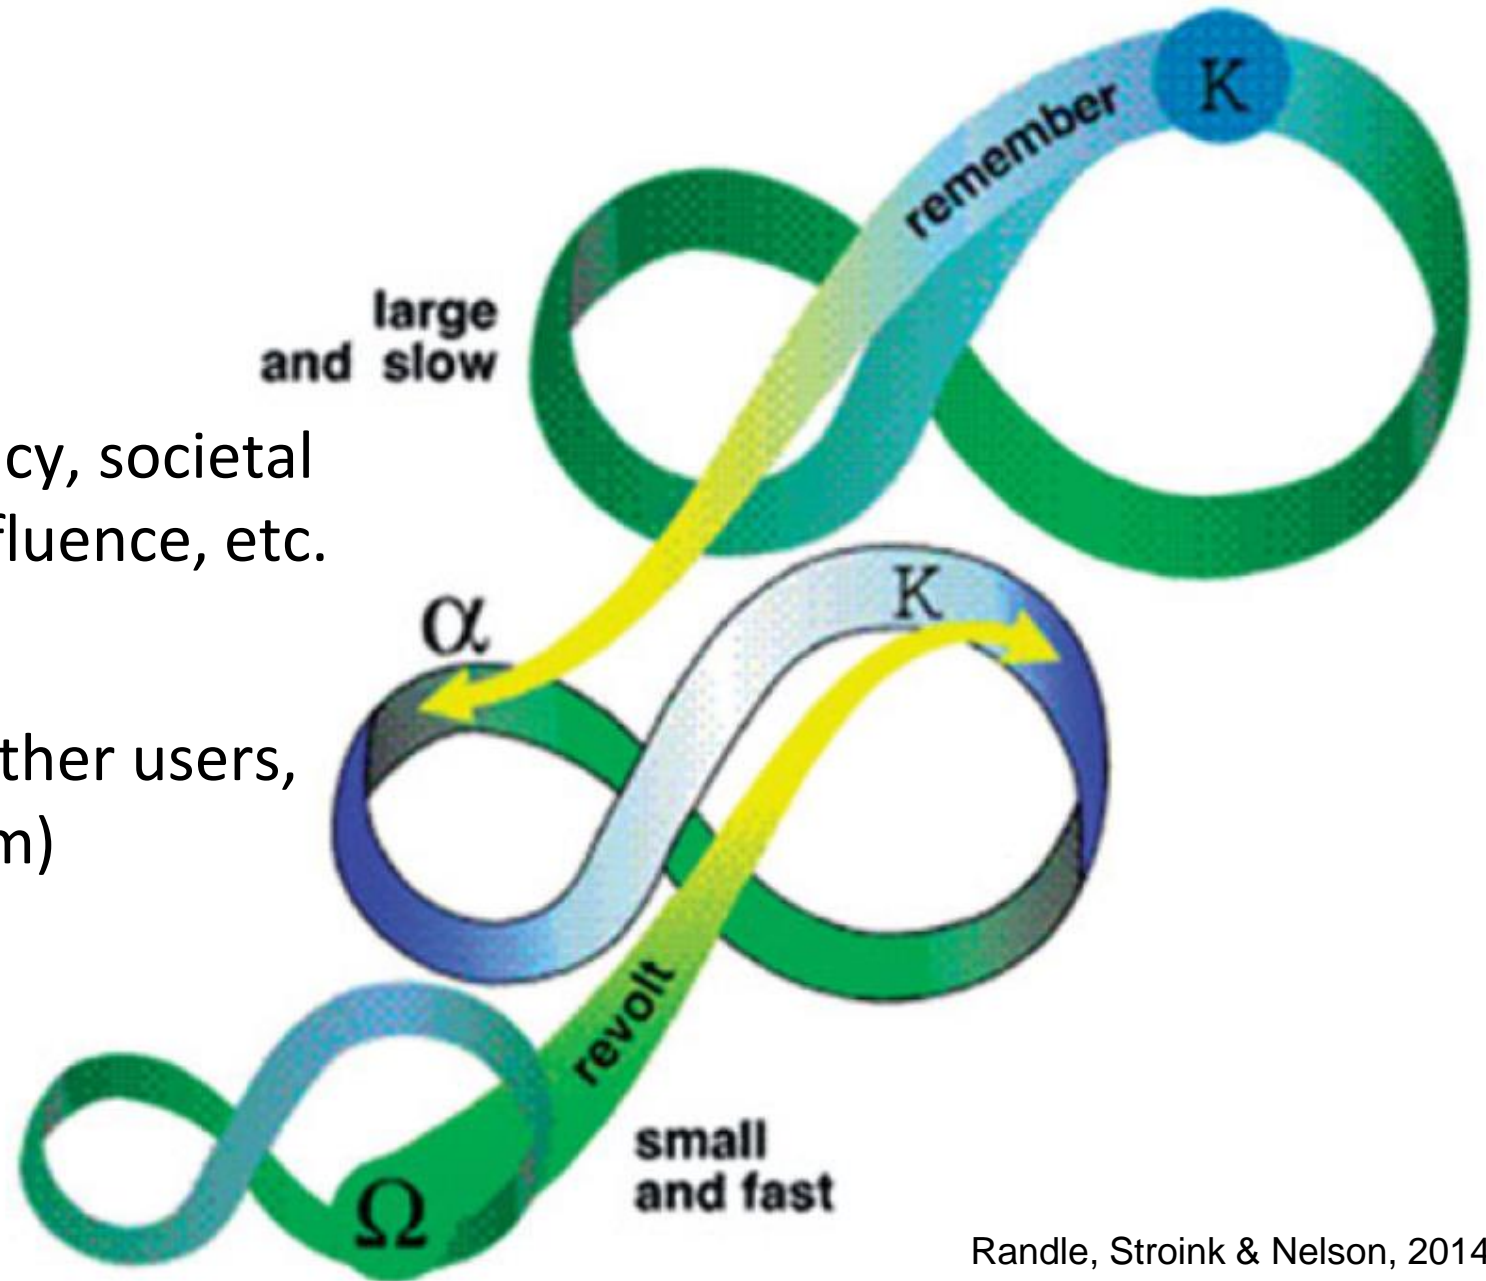 K
remember
large
and slow
cy, societal
fluence, etc.
K
α
ther users,
m)
revolt
small
and fast
Ω
Randle, Stroink & Nelson, 2014